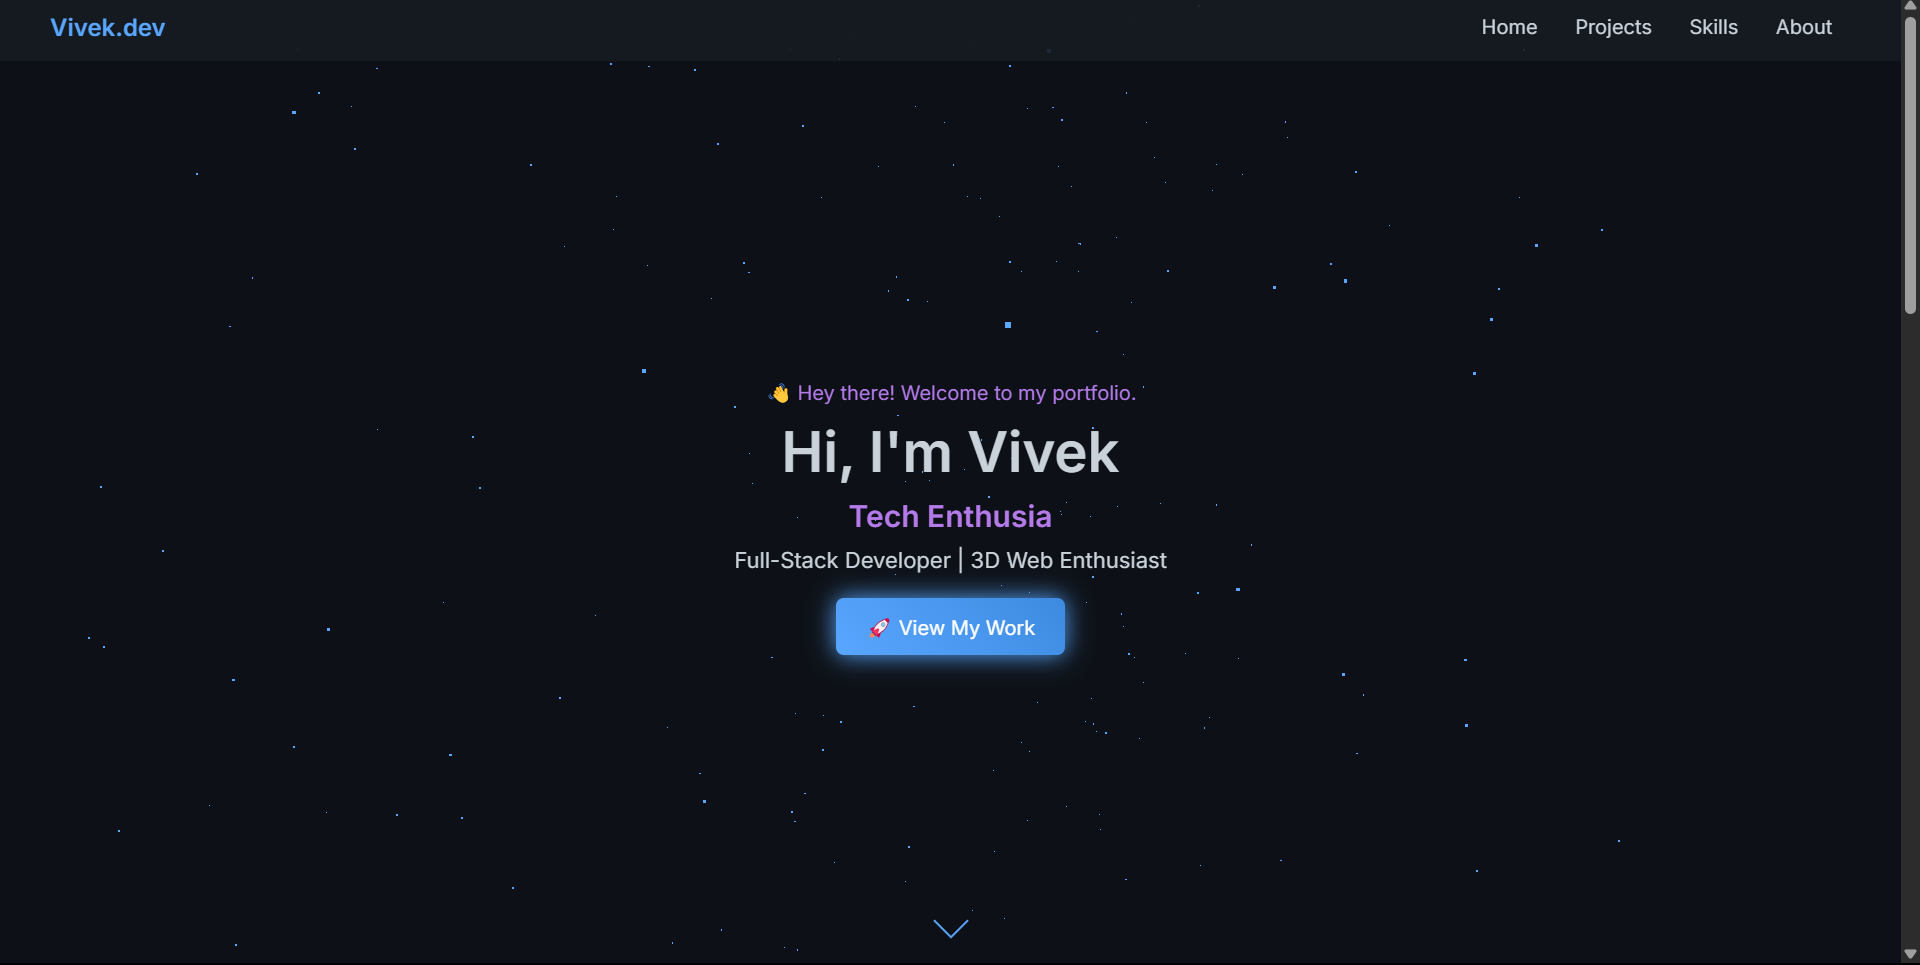 Vivek.dev
Home Projects Skills About
👋 Hey there! Welcome to my portfolio.
Hi, I'm Vivek
Tech Enthusia
Full-Stack Developer | 3D Web Enthusiast
🚀 View My Work